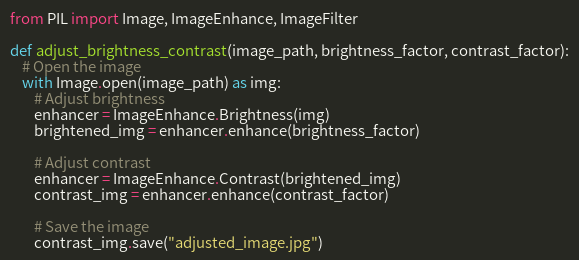 from PIL import Image, ImageEnhance, ImageFilter
def adjust_brightness_contrast(image_path, brightness_factor, contrast_factor):
# Open the image
with Image.open(image_path) as img:
# Adjust brightness
enhancer = ImageEnhance.Brightness(img)
brightened_img = enhancer.enhance(brightness_factor)
# Adjust contrast
enhancer = ImageEnhance.Contrast(brightened_img)
contrast_img = enhancer.enhance(contrast_factor)
# Save the image
contrast_img.save("adjusted_image.jpg")